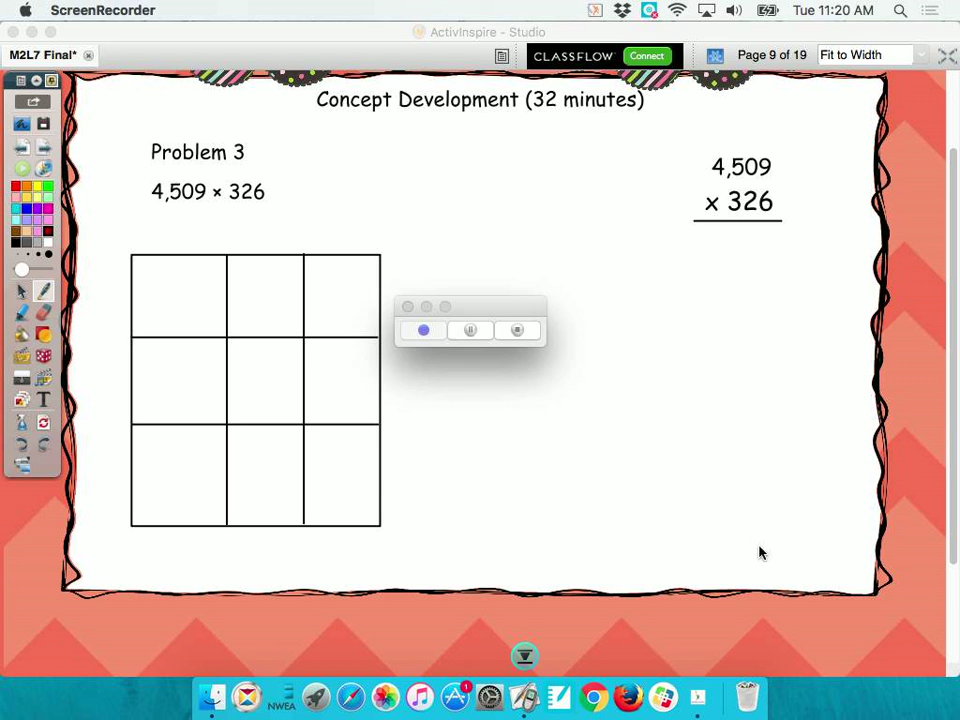 ScreenRecorder
Tue 11:20 AM
ActivInspire - Studio
M2L7 Final*
CLASSFLOW Connect
Page 9 of 19
Fit to Width
Concept Development (32 minutes)
Problem 3
4,509 × 326
4,509
x 326
T
NWEA
1